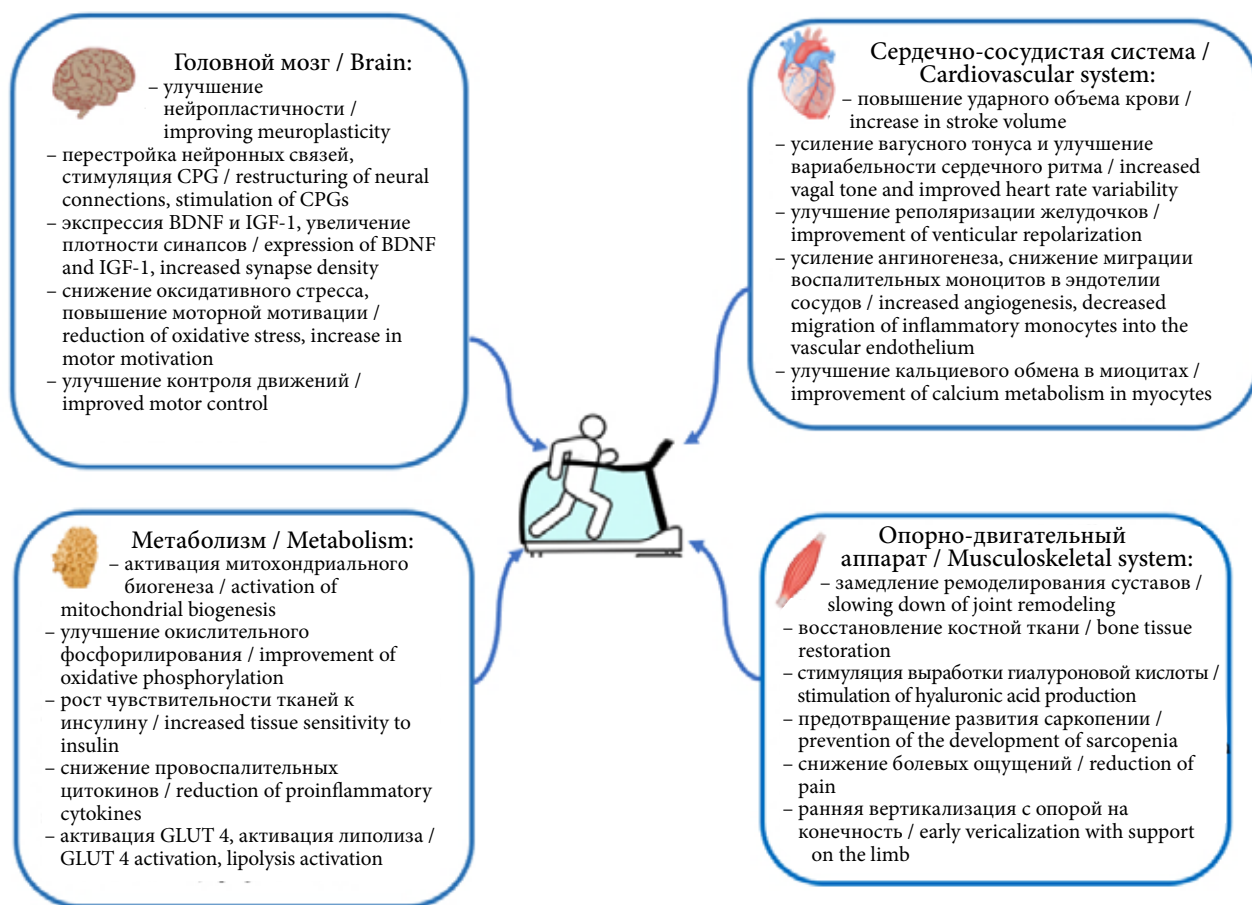 Головной мозг / Brain:
– улучшение
нейропластичности /
improving meuroplasticity
– перестройка нейронных связей,
стимуляция CPG / restructuring of neural
connections, stimulation of CPGs
– экспрессия BDNF и IGF-1, увеличение
плотности синапсов / expression of BDNF
and IGF-1, increased synapse density
– снижение оксидативного стресса,
повышение моторной мотивации /
reduction of oxidative stress, increase in
motor motivation
– улучшение контроля движений /
improved motor control
Сердечно-сосудистая система /
Cardiovascular system:
– повышение ударного объема крови /
increase in stroke volume
– усиление вагусного тонуса и улучшение
вариабельности сердечного ритма / increased
vagal tone and improved heart rate variability
– улучшение реполяризации желудочков /
improvement of venticular repolarization
– усиление ангиогенеза, снижение миграции
воспалительных моноцитов в эндотелии
сосудов / increased angiogenesis, decreased
migration of inflammatory monocytes into the
vascular endothelium
– улучшение кальциевого обмена в миоцитах /
improvement of calcium metabolism in myocytes
Метаболизм / Metabolism:
– активация митохондриального
биогенеза / activation of
mitochondrial biogenesis
– улучшение окислительного
фосфорилирования / improvement of
oxidative phosphorylation
– рост чувствительности тканей к
инсулину / increased tissue sensitivity to
insulin
– снижение провоспалительных
цитокинов / reduction of proinflammatory
cytokines
– активация GLUT 4, активация липолиза /
GLUT 4 activation, lipolysis activation
Опорно-двигательный
аппарат / Musculoskeletal system:
– замедление ремоделирования суставов /
slowing down of joint remodeling
– восстановление костной ткани / bone tissue
restoration
– стимуляция выработки гиалуроновой кислоты /
stimulation of hyaluronic acid production
– предотвращение развития саркопении /
prevention of the development of sarcopenia
– снижение болевых ощущений / reduction of
pain
– ранняя вертикализация с опорой на
конечность / early vericalization with support
on the limb